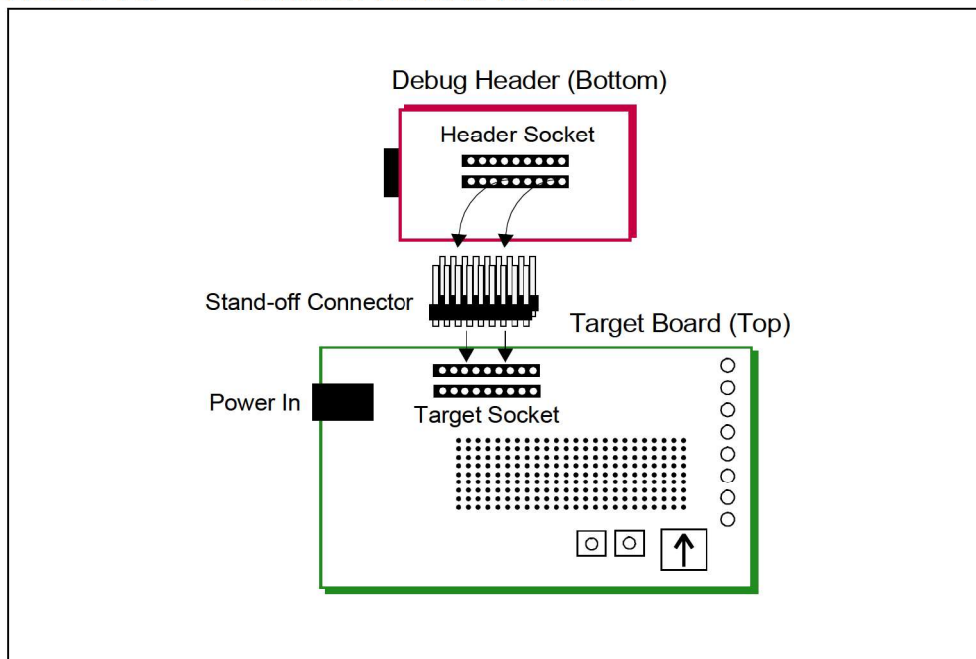 Debug Header (Bottom)
Header Socket
Stand-off Connector
Target Board (Top)
Power In
Target Socket